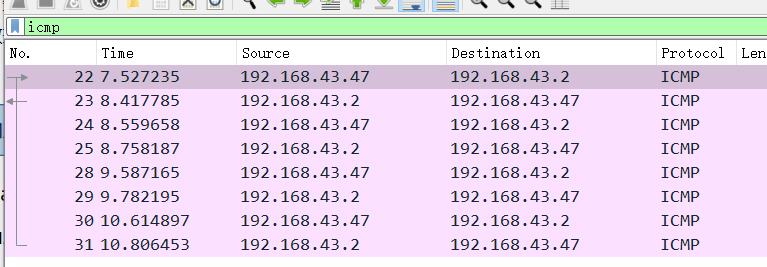 icmp
No. Time Source Destination Protocol Len
22 7.527235 192.168.43.47 192.168.43.2 ICMP
23 8.417785 192.168.43.2 192.168.43.47 ICMP
24 8.559658 192.168.43.47 192.168.43.2 ICMP
25 8.758187 192.168.43.2 192.168.43.47 ICMP
28 9.587165 192.168.43.47 192.168.43.2 ICMP
29 9.782195 192.168.43.2 192.168.43.47 ICMP
30 10.614897 192.168.43.47 192.168.43.2 ICMP
31 10.806453 192.168.43.2 192.168.43.47 ICMP